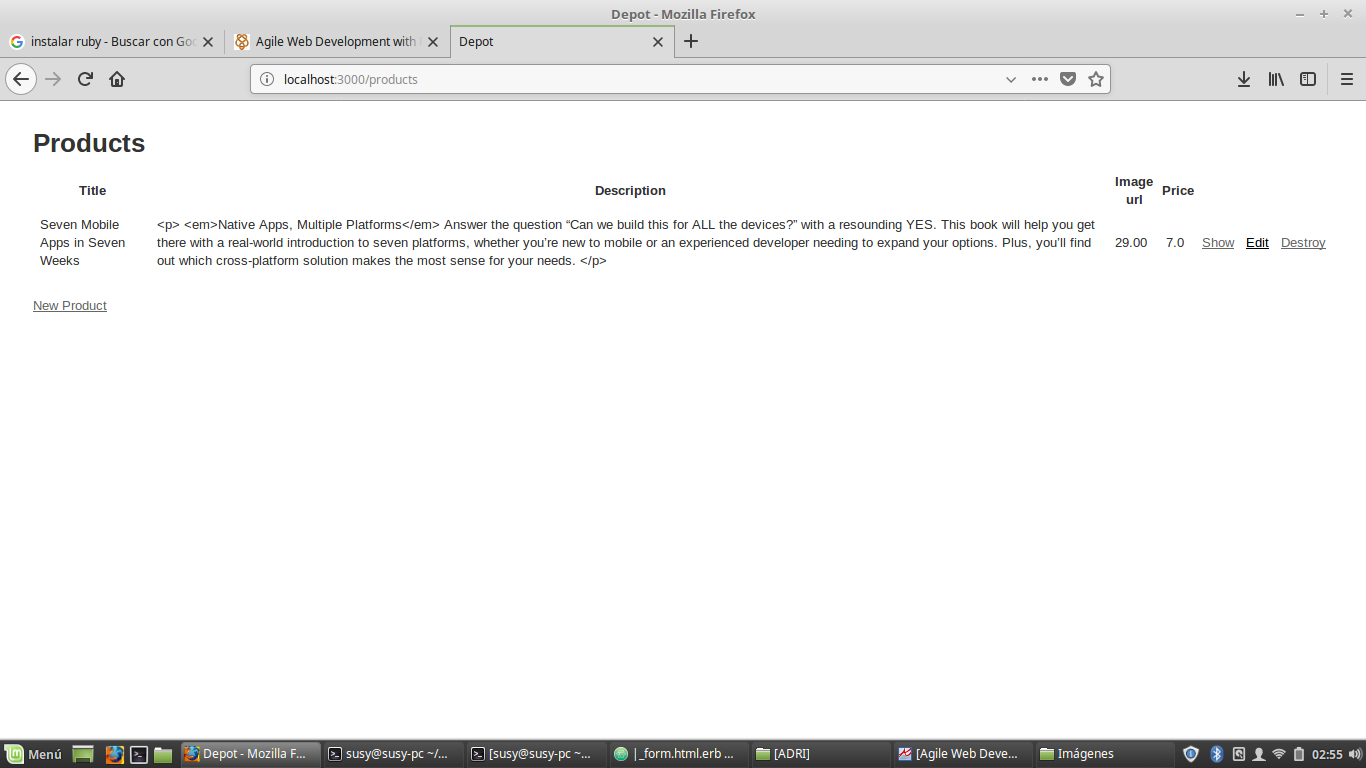 Depot - Mozilla Firefox
instalar ruby - Buscar con Goo
Agile Web Development with
Depot
localhost:3000/products
Products
Title Description Image url Price
Seven Mobile Apps in Seven Weeks
<p> <em>Native Apps, Multiple Platforms</em> Answer the question “Can we build this for ALL the devices?” with a resounding YES. This book will help you get
there with a real-world introduction to seven platforms, whether you’re new to mobile or an experienced developer needing to expand your options. Plus, you’ll find
out which cross-platform solution makes the most sense for your needs. </p>
29.00 7.0 Show Edit Destroy
New Product
Menú
Depot - Mozilla F...
susy@susy-pc ~/...
[susy@susy-pc ~...
|_form.html.erb ...
[ADRI]
[Agile Web Deve...
Imágenes
02:55